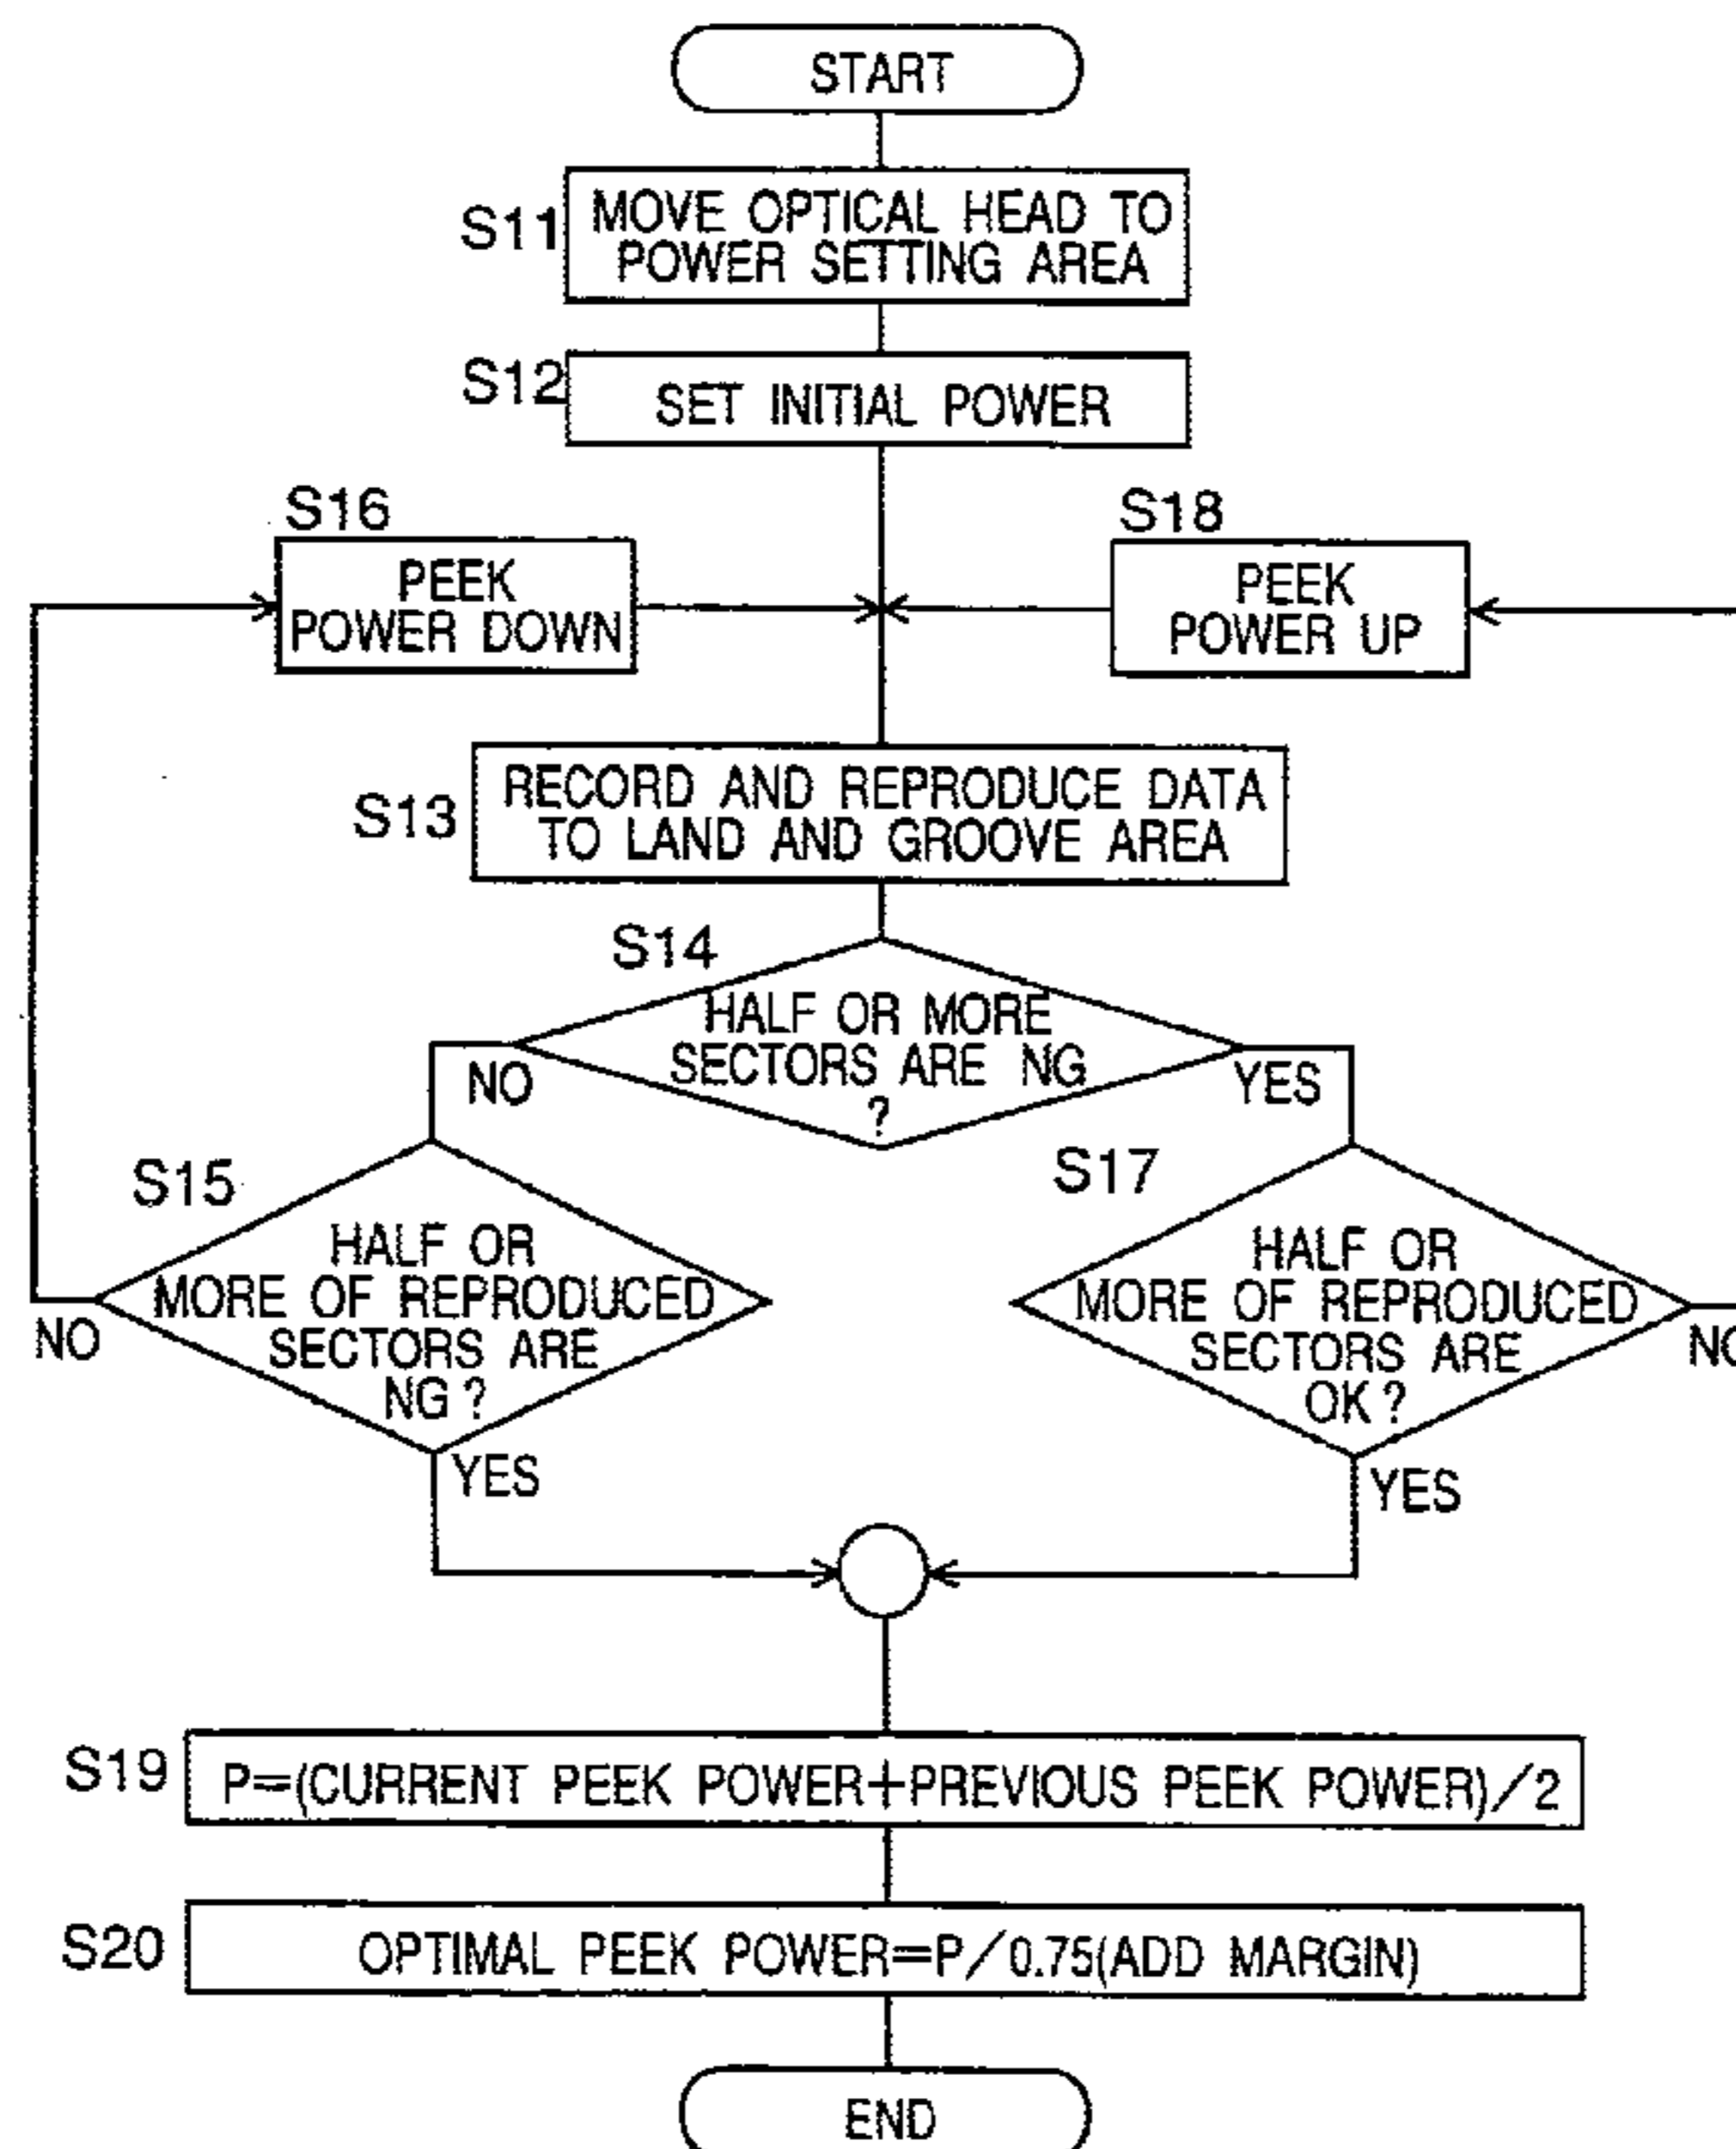 START
S11
MOVE OPTICAL HEAD TO
POWER SETTING AREA
S12
SET INITIAL POWER
S16
PEEK
POWER DOWN
S18
PEEK
POWER UP
S13
RECORD AND REPRODUCE DATA
TO LAND AND GROOVE AREA
S14
HALF OR MORE
SECTORS ARE NG
?
NO
YES
S15
HALF OR
MORE OF REPRODUCED
SECTORS ARE
NG?
NO
YES
S17
HALF OR
MORE OF REPRODUCED
SECTORS ARE
OK?
NO
YES
S19
P=(CURRENT PEEK POWER+PREVIOUS PEEK POWER)/2
S20
OPTIMAL PEEK POWER=P/0.75(ADD MARGIN)
END